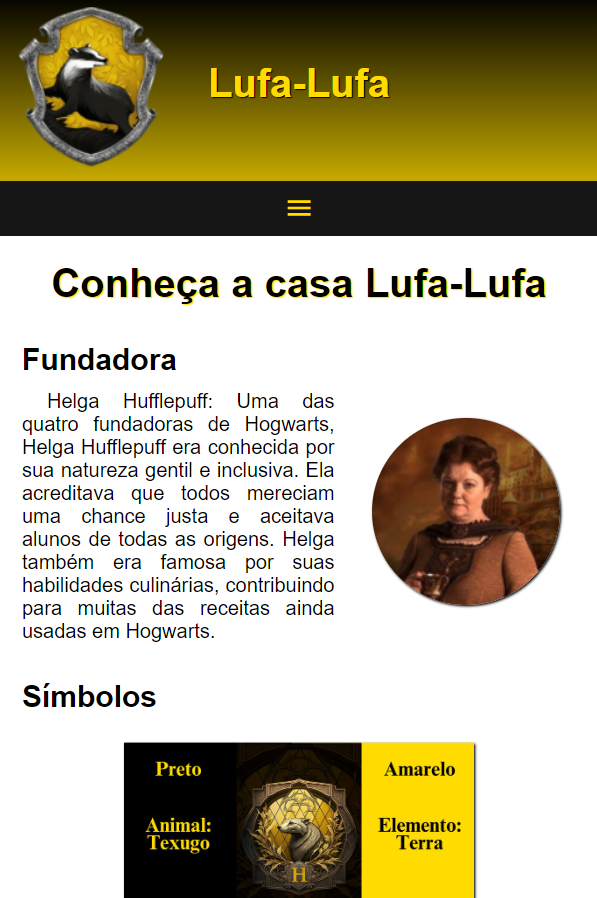 Lufa-Lufa
Conheça a casa Lufa-Lufa
Fundadora
Helga Hufflepuff: Uma das
quatro fundadoras de Hogwarts,
Helga Hufflepuff era conhecida por
sua natureza gentil e inclusiva. Ela
acreditava que todos mereciam
uma chance justa e aceitava
alunos de todas as origens. Helga
também era famosa por suas
habilidades culinárias, contribuindo
para muitas das receitas ainda
usadas em Hogwarts.
Símbolos
Preto
Animal:
Texugo
H
Amarelo
Elemento:
Terra